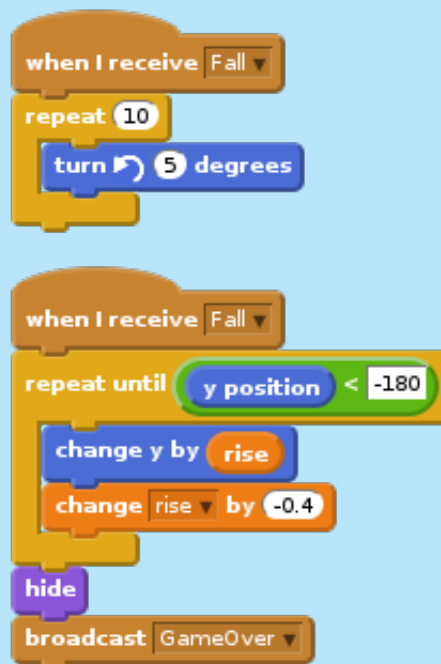 when I receive Fall
repeat 10
turn 5 degrees
when I receive Fall
repeat until y position < -180
change y by rise
change rise by -0.4
hide
broadcast GameOver